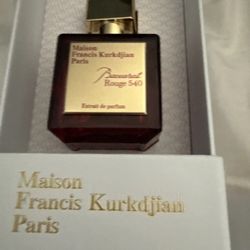 Maison
Francis Kurkdjian
Paris
Baccarat
Rouge 540
Extrait de parfum
Maison
Francis Kurkdjian
Paris